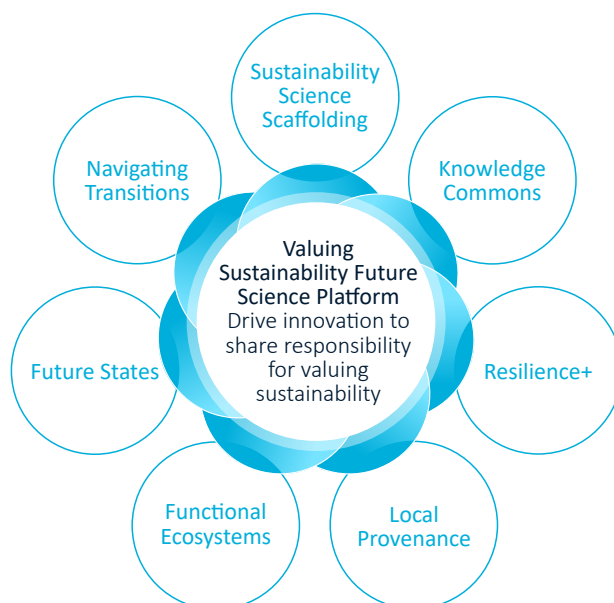 Sustainability
Science
Scaffolding
Knowledge
Commons
Resilience+
Local
Provenance
Functional
Ecosystems
Future States
Navigating
Transitions
Valuing
Sustainability Future
Science Platform
Drive innovation to
share responsibility
for valuing
sustainability